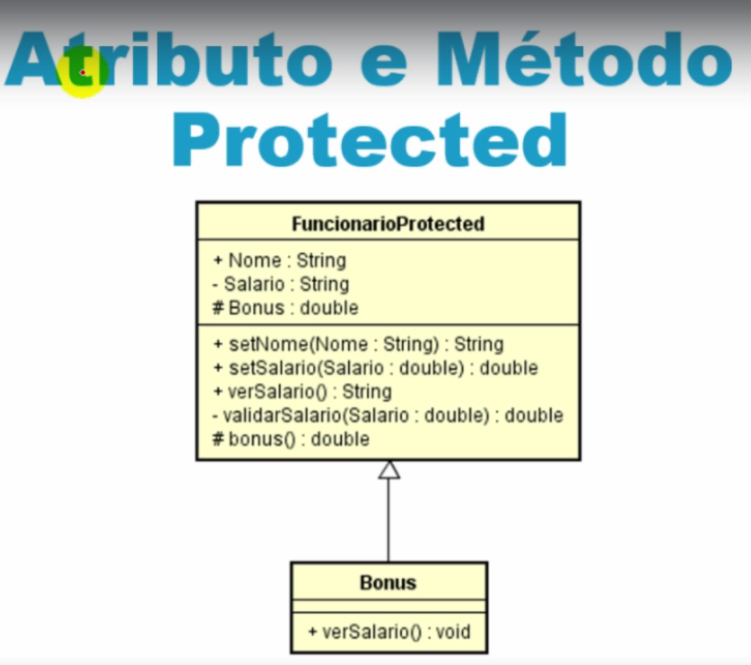 Atributo e Método
Protected
FuncionarioProtected
+ Nome : String
- Salario : String
# Bonus : double
+ setNome(Nome : String) : String
+ setSalario(Salario : double) : double
+ verSalario() : String
- validarSalario(Salario : double) : double
# bonus() : double
Bonus
+ verSalario() : void